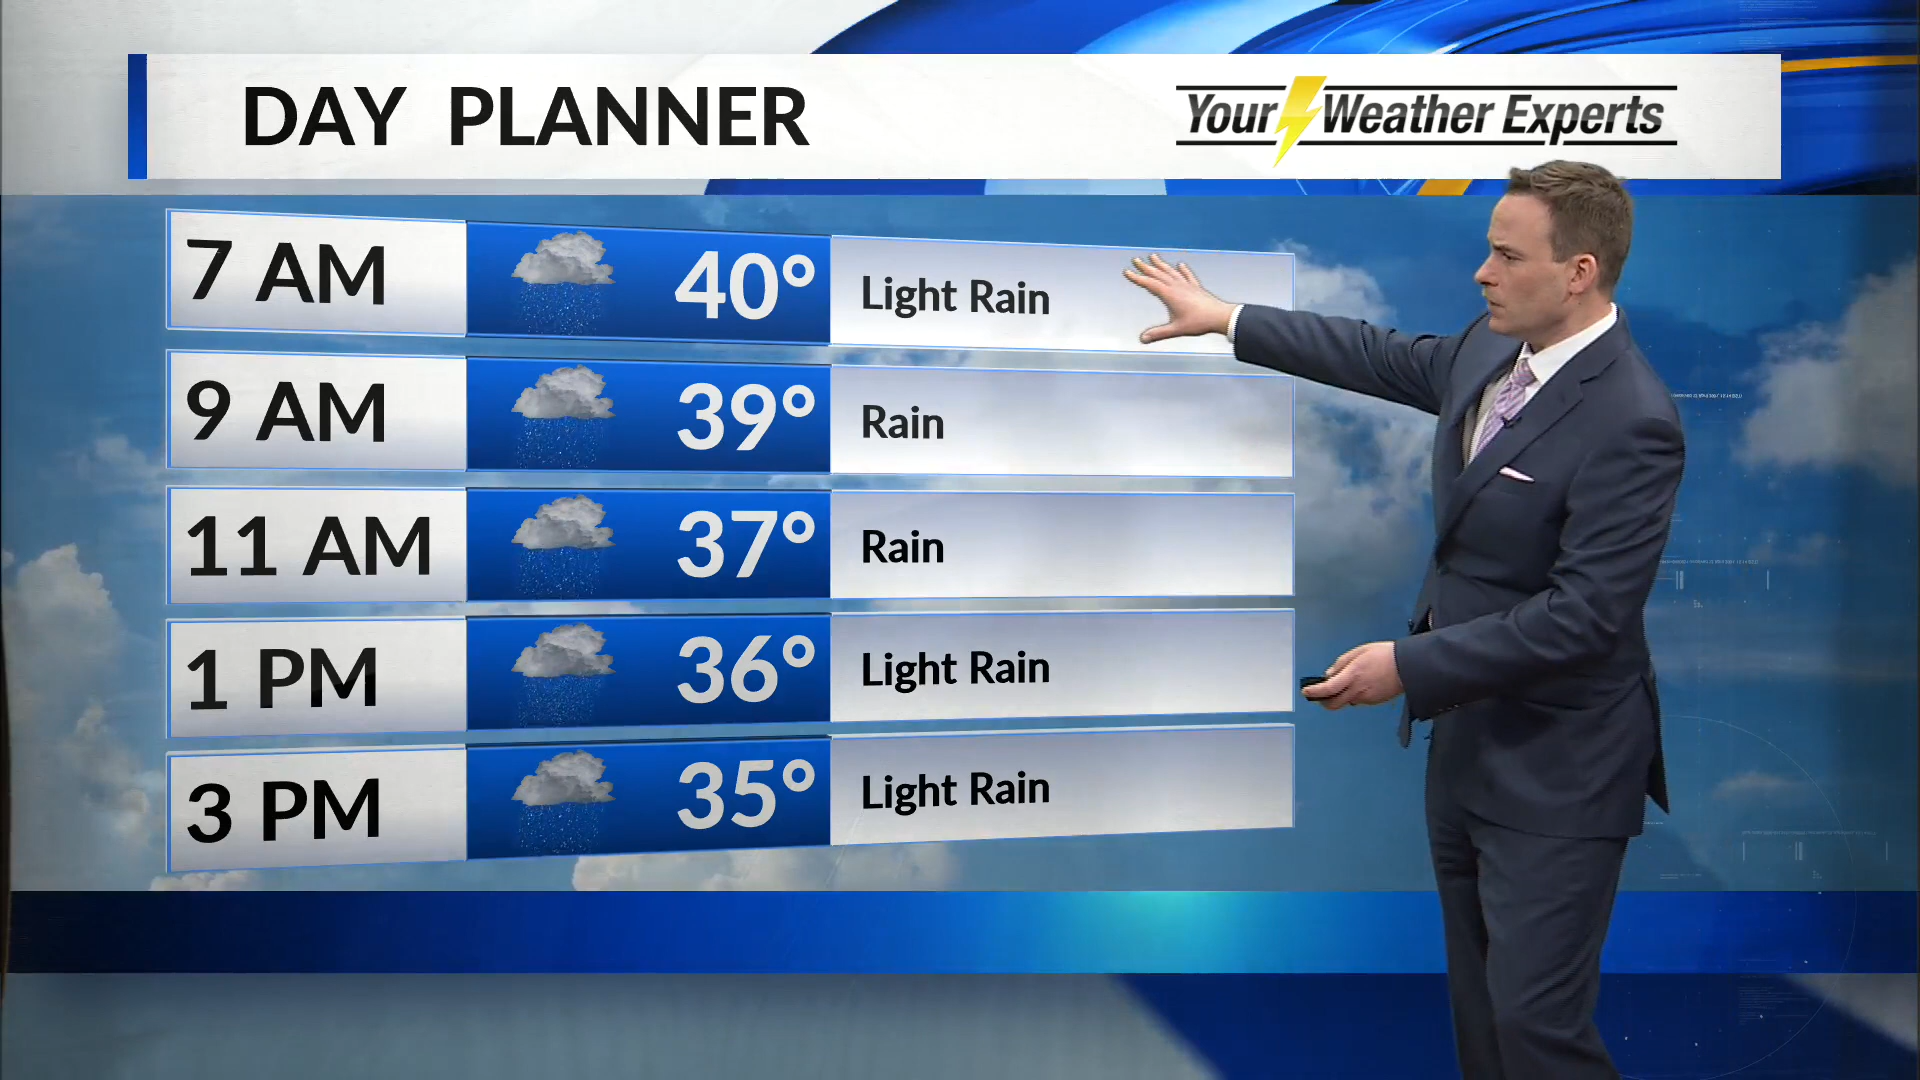 DAY PLANNER
Your Weather Experts
7 AM 40° Light Rain
9 AM 39° Rain
11 AM 37° Rain
1 PM 36° Light Rain
3 PM 35° Light Rain